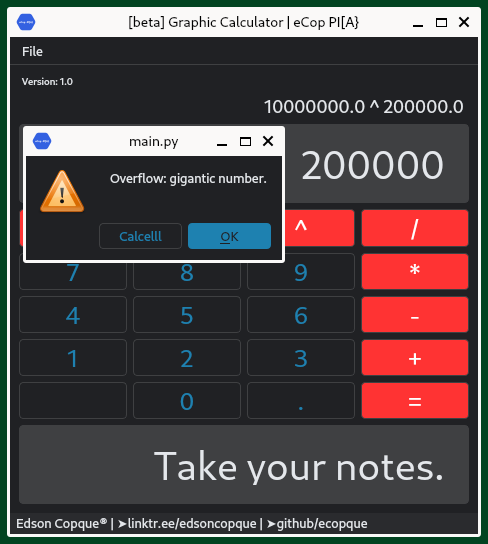 [beta] Graphic Calculator | eCop PI[A}
File
Version: 1.0
10000000.0 ^ 200000.0
200000
main.py
Overflow: gigantic number.
Calcelll OK
^ /
7 8 9 *
4 5 6 -
1 2 3 +
0 . =
Take your notes.
Edson Copque® | ➤linktr.ee/edsoncopque | ➤github/ecopque